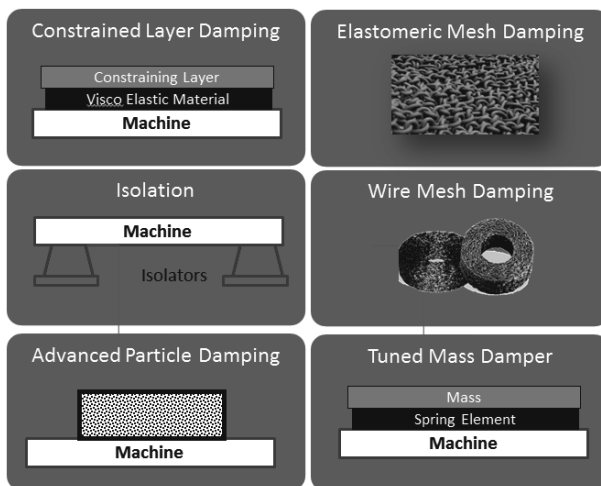 Constrained Layer Damping
Constraining Layer
Visco Elastic Material
Machine
Elastomeric Mesh Damping
Isolation
Machine
Isolators
Wire Mesh Damping
Advanced Particle Damping
Machine
Tuned Mass Damper
Mass
Spring Element
Machine